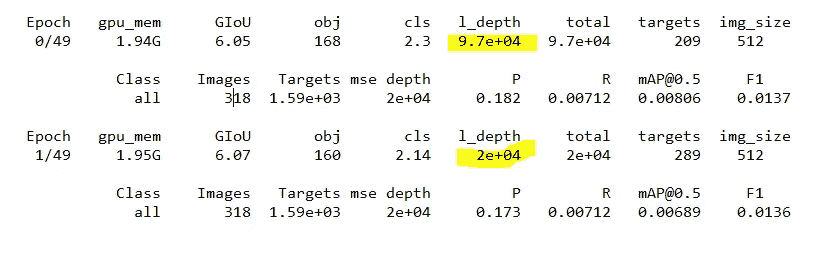 Epoch gpu_mem GIoU obj cls l_depth total targets img_size
0/49 1.94G 6.05 168 2.3 9.7e+04 9.7e+04 209 512
Class Images Targets mse depth P R mAP@0.5 F1
all 318 1.59e+03 2e+04 0.182 0.00712 0.00806 0.0137
Epoch gpu_mem GIoU obj cls l_depth total targets img_size
1/49 1.95G 6.07 160 2.14 2e+04 2e+04 289 512
Class Images Targets mse depth P R mAP@0.5 F1
all 318 1.59e+03 2e+04 0.173 0.00712 0.00689 0.0136